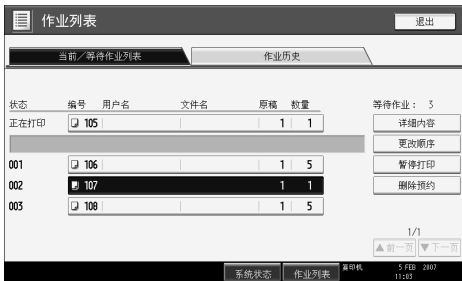 作业列表
退出
当前/等待作业列表 作业历史
状态 编号 用户名 文件名 原稿 数量 等待作业： 3
正在打印 105 1 1 详细内容
更改顺序
001 106 1 5 暂停打印
002 107 1 1 删除预约
003 108 1 5
1/1
▲前一页 ▼下一页
系统状态 作业列表 复印机 5 FEB 2007
11:03